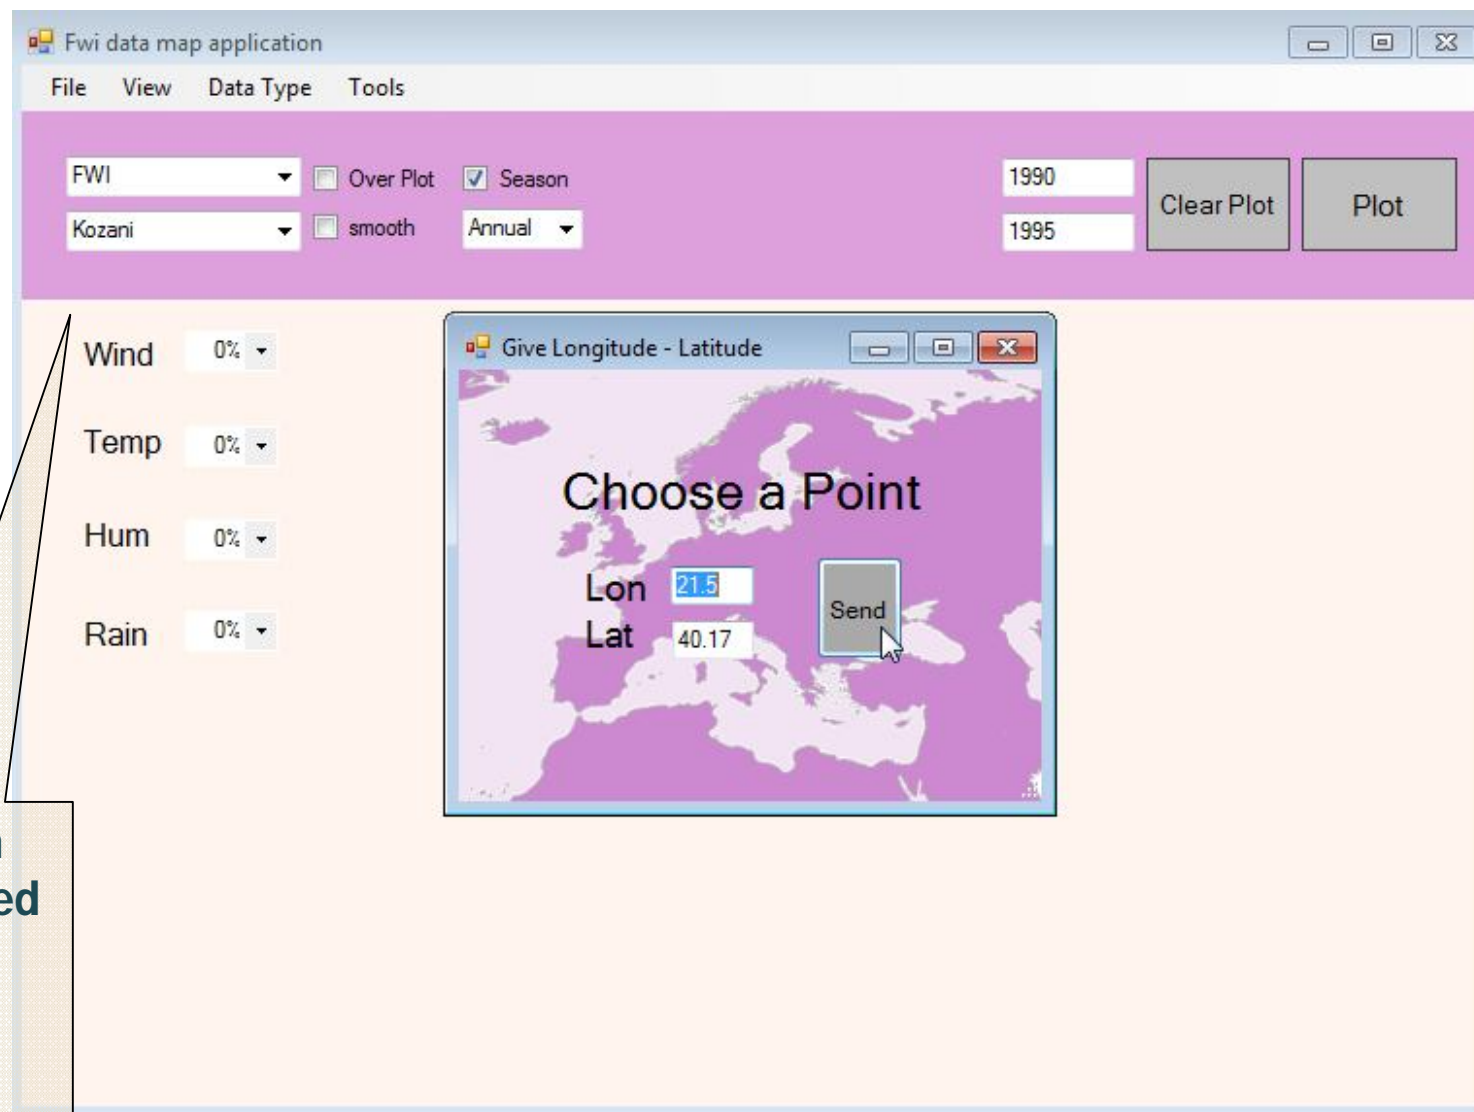 Fwi data map application
File View Data Type Tools
FWI Over Plot Season 1990 Clear Plot Plot
Kozani smooth Annual 1995
Wind 0%
Temp 0%
Hum 0%
Rain 0%
Give Longitude - Latitude
Choose a Point
Lon 21.5 Send
Lat 40.17